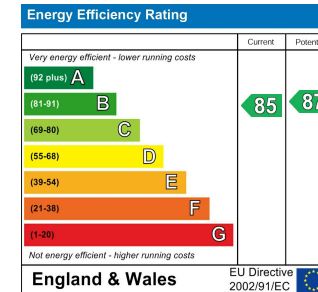 Energy Efficiency Rating
Current
Very energy efficient - lower running costs
(92 plus) A
(81-91) B
85
87
(69-80) C
(55-68) D
(39-54) E
(21-38) F
(1-20) G
Not energy efficient - higher running costs
England & Wales
EU Directive
2002/91/EC